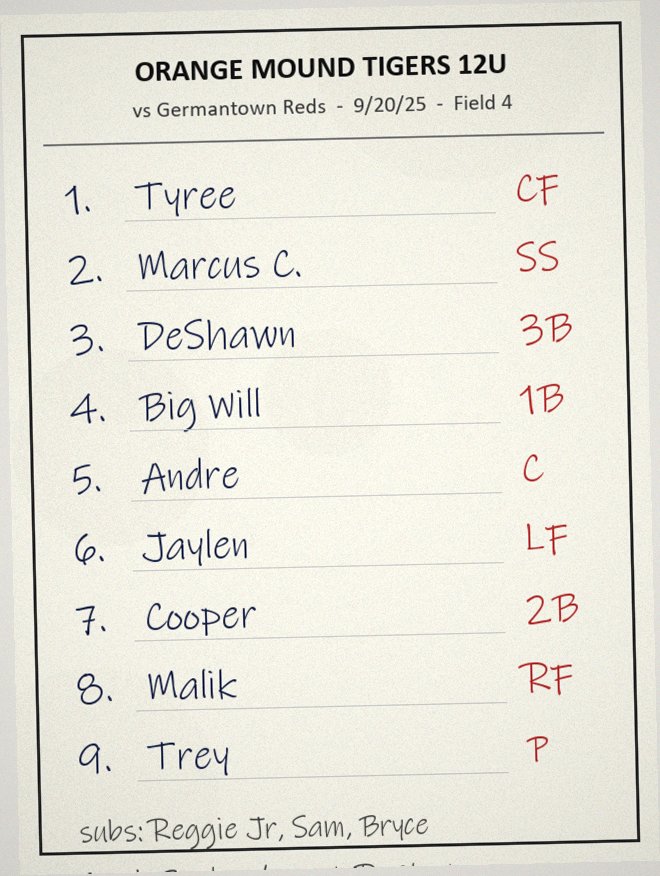 ORANGE MOUND TIGERS 12U
vs Germantown Reds - 9/20/25 - Field 4
1. Tyree CF
2. Marcus C. SS
3. DeShawn 3B
4. Big Will 1B
5. Andre C
6. Jaylen LF
7. Cooper 2B
8. Malik RF
9. Trey P
subs: Reggie Jr, Sam, Bryce